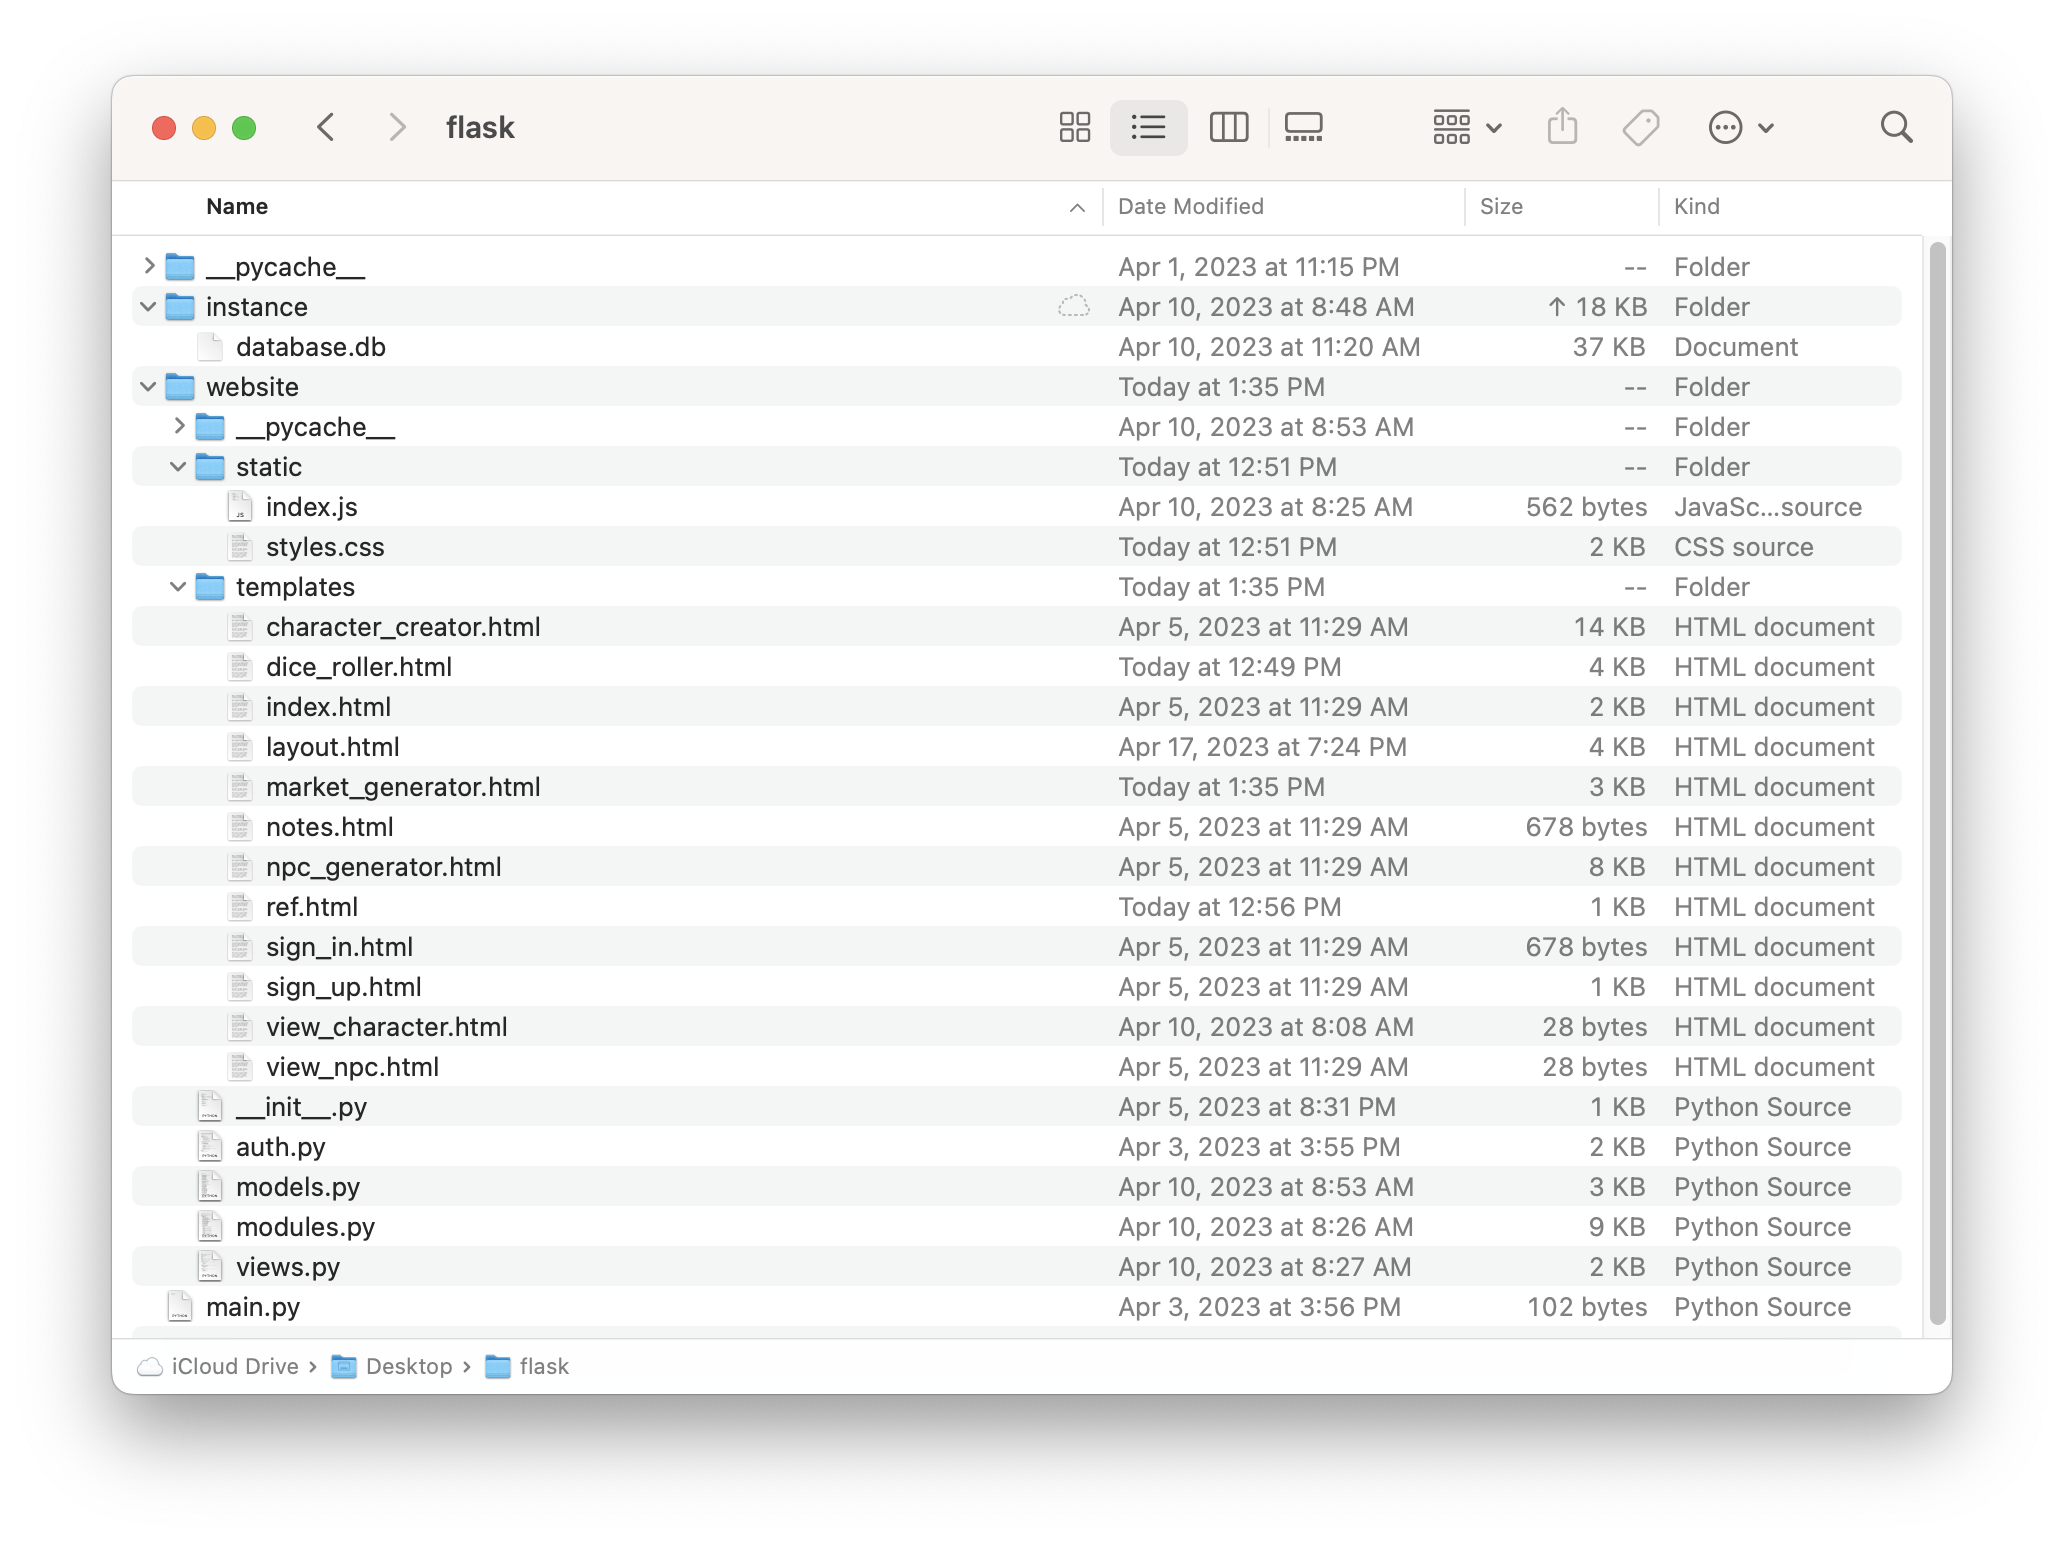 flask
Name Date Modified Size Kind
__pycache__ Apr 1, 2023 at 11:15 PM -- Folder
instance Apr 10, 2023 at 8:48 AM ↑ 18 KB Folder
database.db Apr 10, 2023 at 11:20 AM 37 KB Document
website Today at 1:35 PM -- Folder
__pycache__ Apr 10, 2023 at 8:53 AM -- Folder
static Today at 12:51 PM -- Folder
index.js Apr 10, 2023 at 8:25 AM 562 bytes JavaSc...source
styles.css Today at 12:51 PM 2 KB CSS source
templates Today at 1:35 PM -- Folder
character_creator.html Apr 5, 2023 at 11:29 AM 14 KB HTML document
dice_roller.html Today at 12:49 PM 4 KB HTML document
index.html Apr 5, 2023 at 11:29 AM 2 KB HTML document
layout.html Apr 17, 2023 at 7:24 PM 4 KB HTML document
market_generator.html Today at 1:35 PM 3 KB HTML document
notes.html Apr 5, 2023 at 11:29 AM 678 bytes HTML document
npc_generator.html Apr 5, 2023 at 11:29 AM 8 KB HTML document
ref.html Today at 12:56 PM 1 KB HTML document
sign_in.html Apr 5, 2023 at 11:29 AM 678 bytes HTML document
sign_up.html Apr 5, 2023 at 11:29 AM 1 KB HTML document
view_character.html Apr 10, 2023 at 8:08 AM 28 bytes HTML document
view_npc.html Apr 5, 2023 at 11:29 AM 28 bytes HTML document
__init__.py Apr 5, 2023 at 8:31 PM 1 KB Python Source
auth.py Apr 3, 2023 at 3:55 PM 2 KB Python Source
models.py Apr 10, 2023 at 8:53 AM 3 KB Python Source
modules.py Apr 10, 2023 at 8:26 AM 9 KB Python Source
views.py Apr 10, 2023 at 8:27 AM 2 KB Python Source
main.py Apr 3, 2023 at 3:56 PM 102 bytes Python Source
iCloud Drive › Desktop › flask